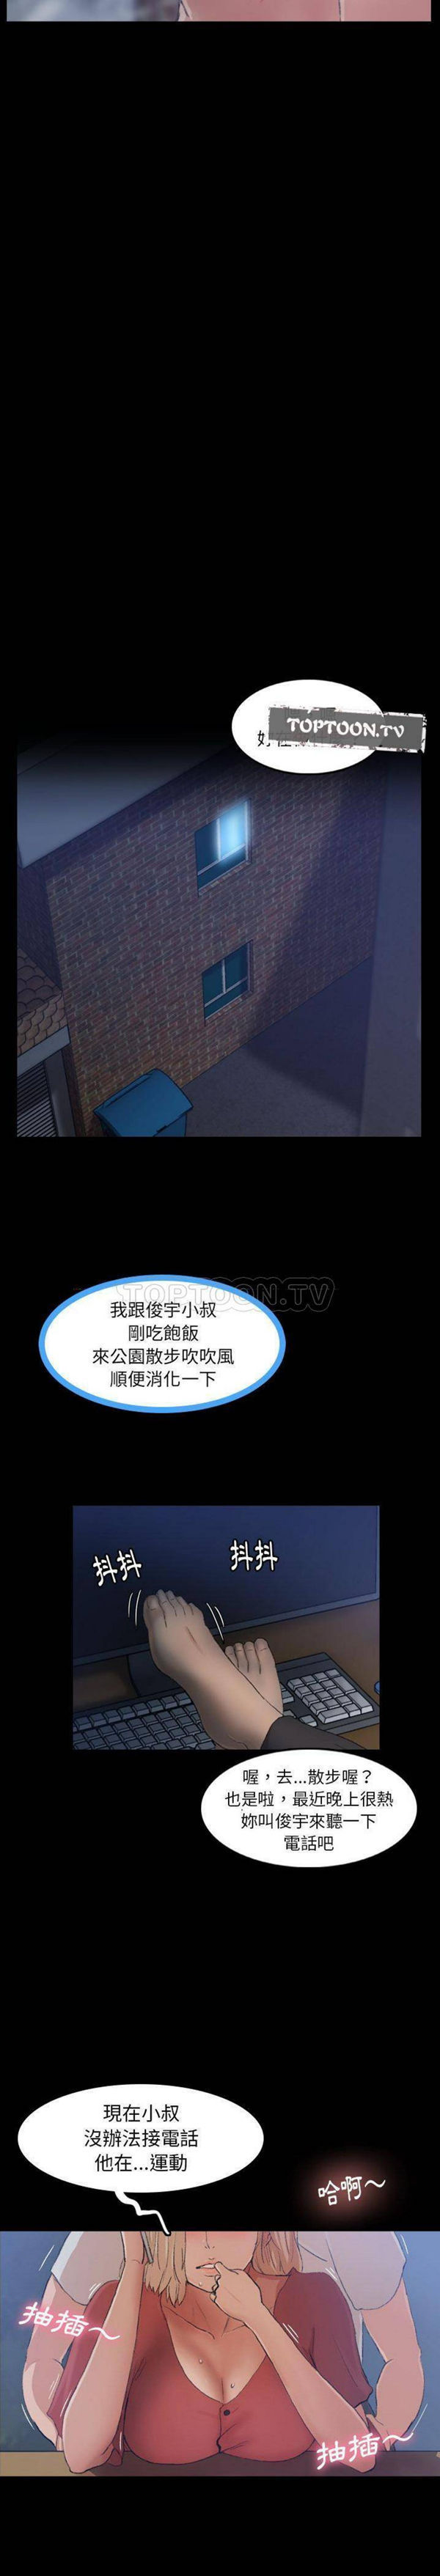 TOPTOON.TV
TOPTOON.TV
我跟俊宇小叔
剛吃飽飯
來公園散步吹吹風
順便消化一下
抖抖
抖抖
喔，去...散步喔？
也是啦，最近晚上很熱
妳叫俊宇來聽一下
電話吧
現在小叔
沒辦法接電話
他在...運動
哈啊～
抽插～
抽插～